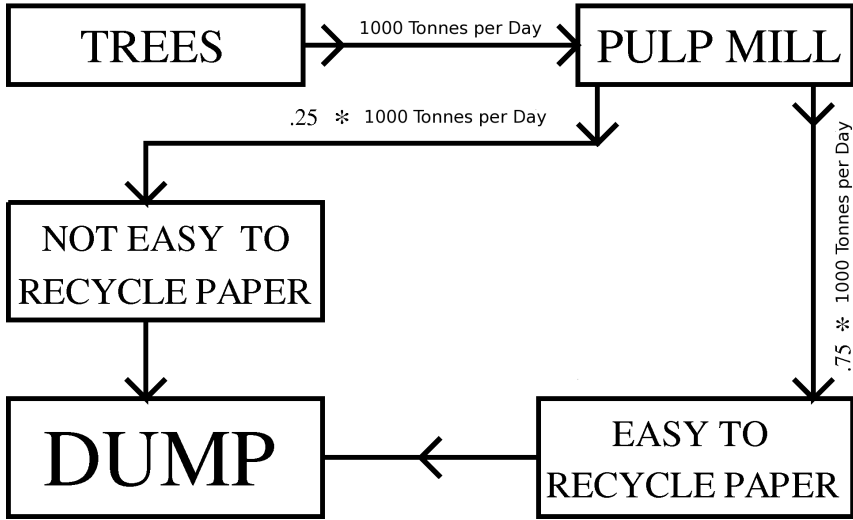 TREES
1000 Tonnes per Day
PULP MILL
.25 * 1000 Tonnes per Day
.75 * 1000 Tonnes per Day
NOT EASY TO
RECYCLE PAPER
DUMP
EASY TO
RECYCLE PAPER